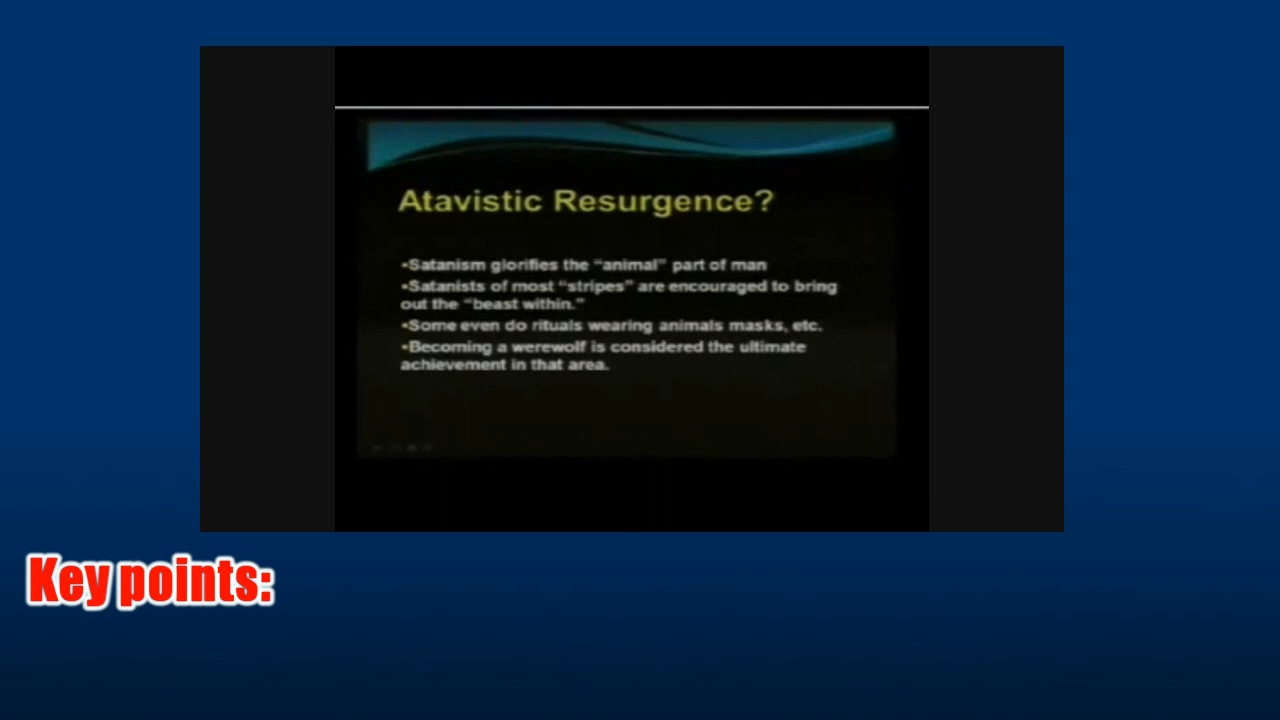 Atavistic Resurgence?
•Satanism glorifies the "animal" part of man
•Satanists of most "stripes" are encouraged to bring
out the "beast within."
•Some even do rituals wearing animals masks, etc.
•Becoming a werewolf is considered the ultimate
achievement in that area.
Key points: